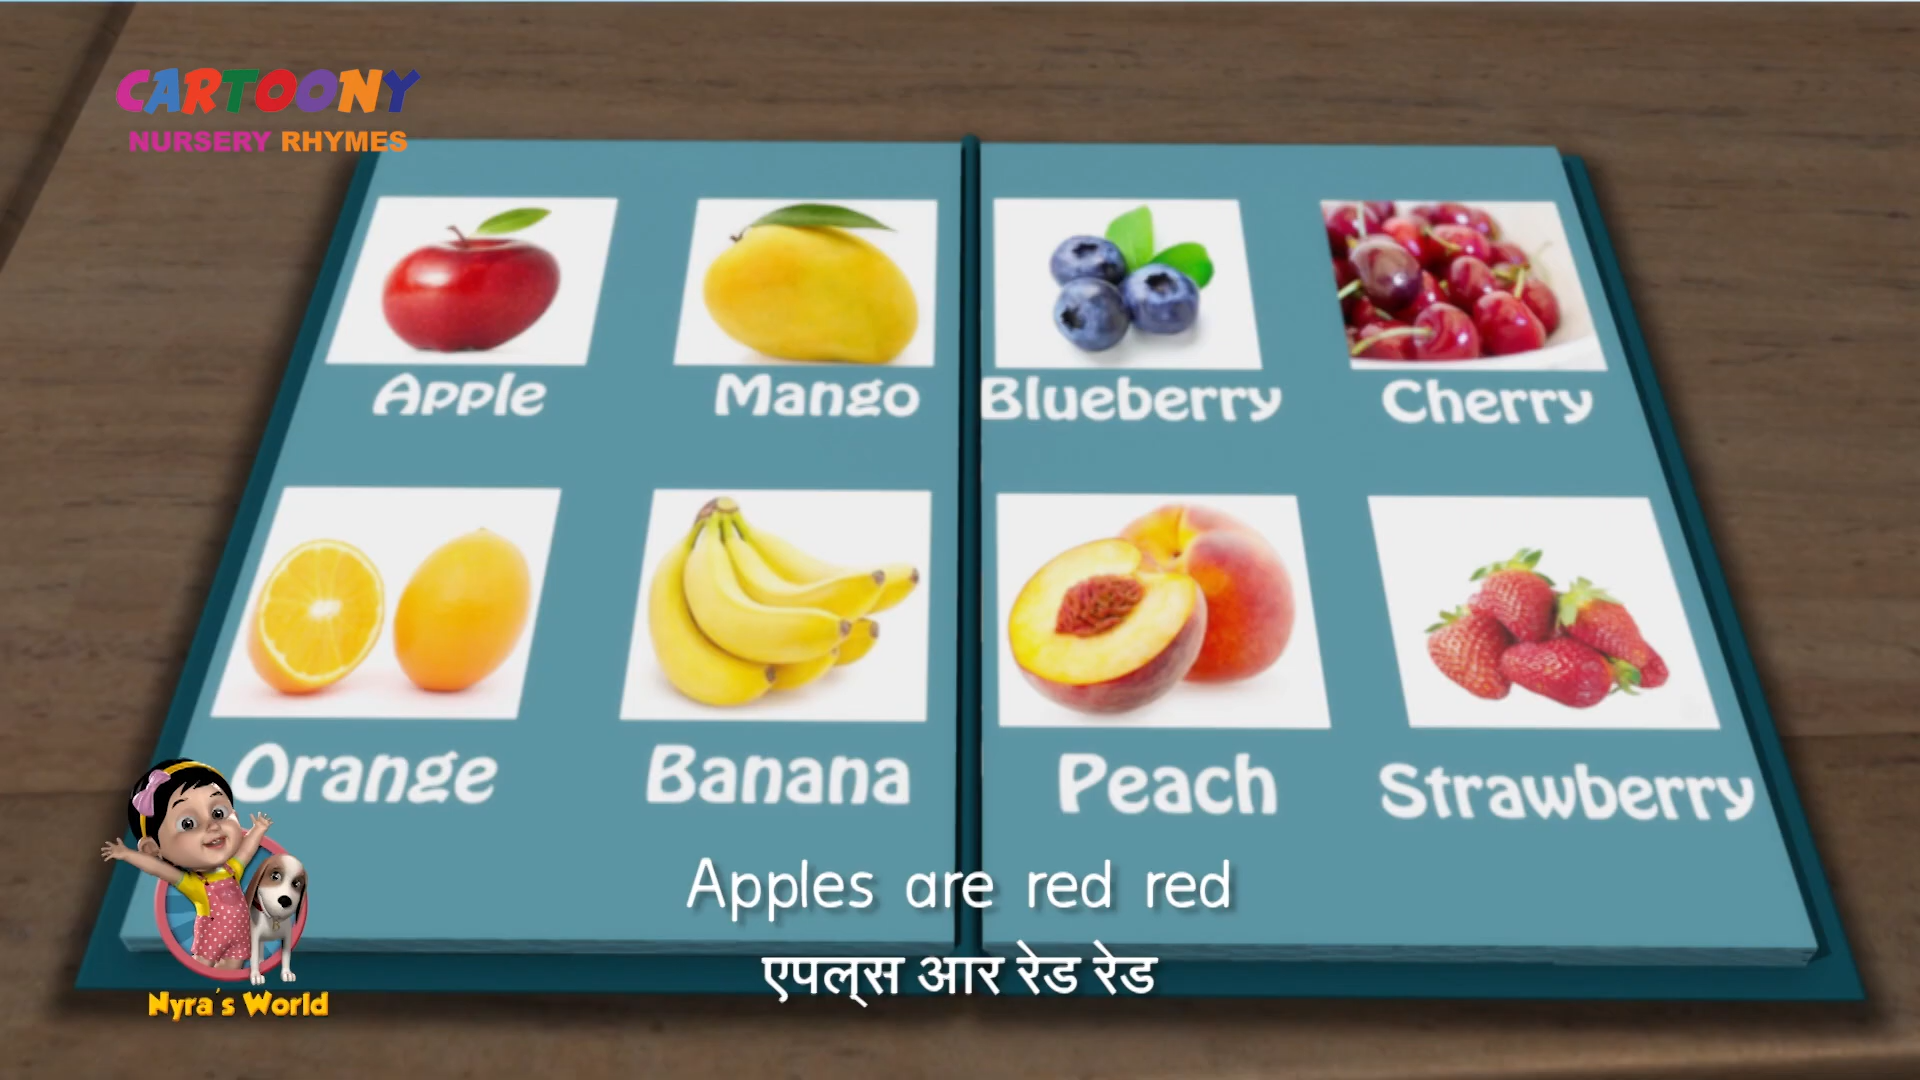 CARTOONY
NURSERY RHYMES
Apple
Mango
Blueberry
Cherry
Orange
Banana
Peach
Strawberry
Apples are red red
एपल्स आर रेड रेड
Nyra's World